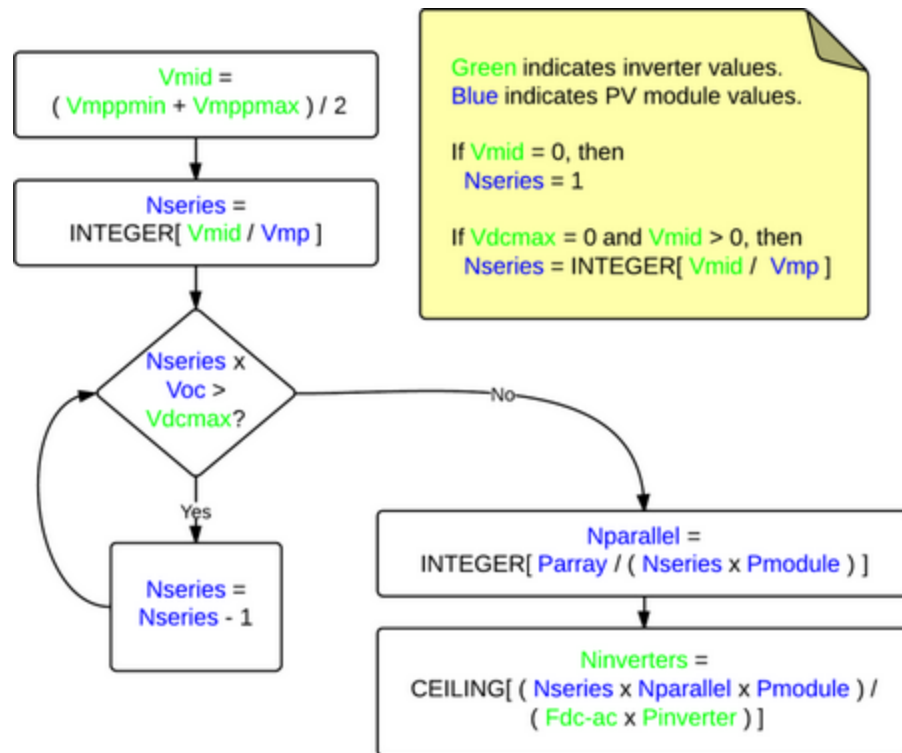 Vmid =
( Vmppmin + Vmppmax ) / 2
Nseries =
INTEGER[ Vmid / Vmp ]
Nseries x
Voc >
Vdcmax?
Yes
Nseries =
Nseries - 1
No
Nparallel =
INTEGER[ Parray / ( Nseries x Pmodule ) ]
Ninverters =
CEILING[ ( Nseries x Nparallel x Pmodule ) /
( Fdc-ac x Pinverter ) ]
Green indicates inverter values.
Blue indicates PV module values.
If Vmid = 0, then
Nseries = 1
If Vdcmax = 0 and Vmid > 0, then
Nseries = INTEGER[ Vmid / Vmp ]